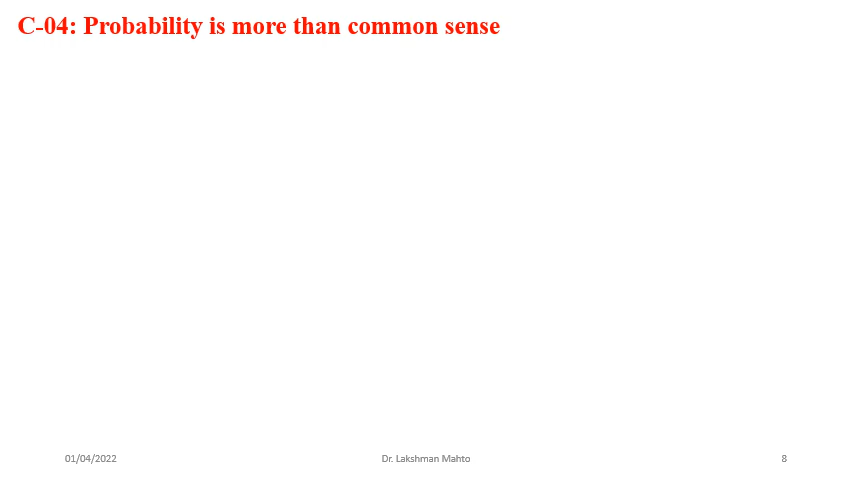 C-04: Probability is more than common sense
01/04/2022
Dr. Lakshman Mahto
8